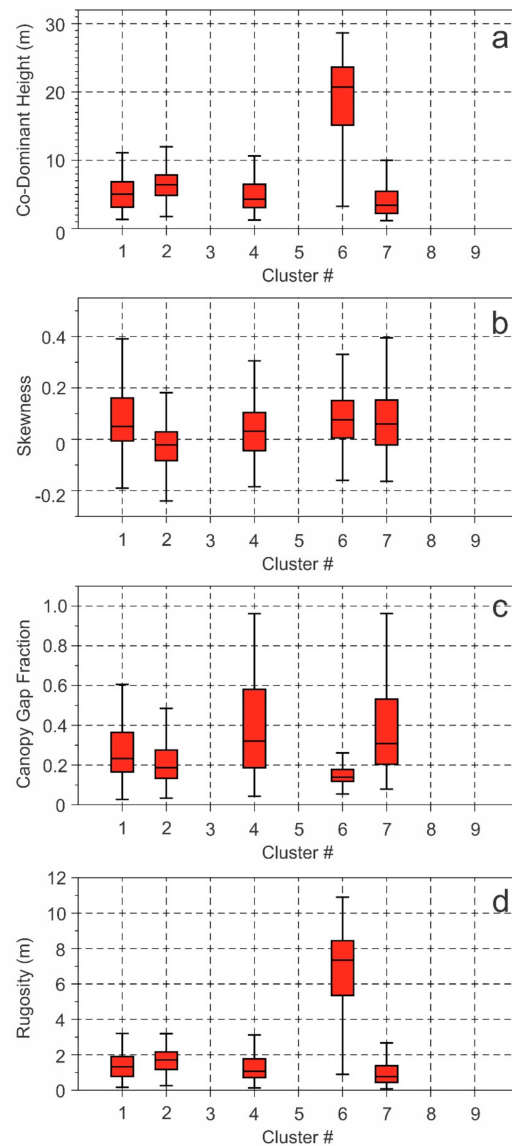 a
Co-Dominant Height (m)
30
20
10
0
1 2 3 4 5 6 7 8 9
Cluster #
b
Skewness
0.4
0.2
0
-0.2
1 2 3 4 5 6 7 8 9
Cluster #
c
Canopy Gap Fraction
1.0
0.8
0.6
0.4
0.2
0
1 2 3 4 5 6 7 8 9
Cluster #
d
Rugosity (m)
12
10
8
6
4
2
0
1 2 3 4 5 6 7 8 9
Cluster #